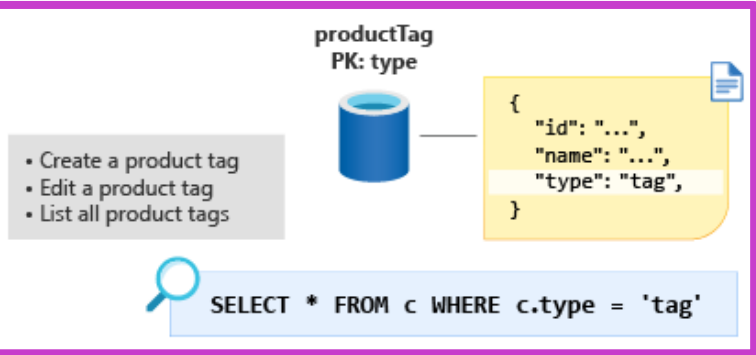 productTag
PK: type
{
"id": "...",
"name": "...",
"type": "tag",
}
• Create a product tag
• Edit a product tag
• List all product tags
SELECT * FROM c WHERE c.type = 'tag'